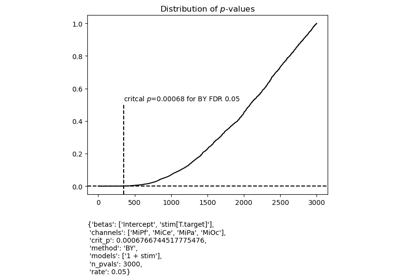 Distribution of p-values
1.0
0.8
0.6
critcal p=0.00068 for BY FDR 0.05
0.4
0.2
0.0
0 500 1000 1500 2000 2500 3000
{'betas': ['Intercept', 'stim[T.target]'],
'channels': ['MiPf', 'MiCe', 'MiPa', 'MiOc'],
'crit_p': 0.0006766744517775476,
'method': 'BY',
'models': ['1 + stim'],
'n_pvals': 3000,
'rate': 0.05}